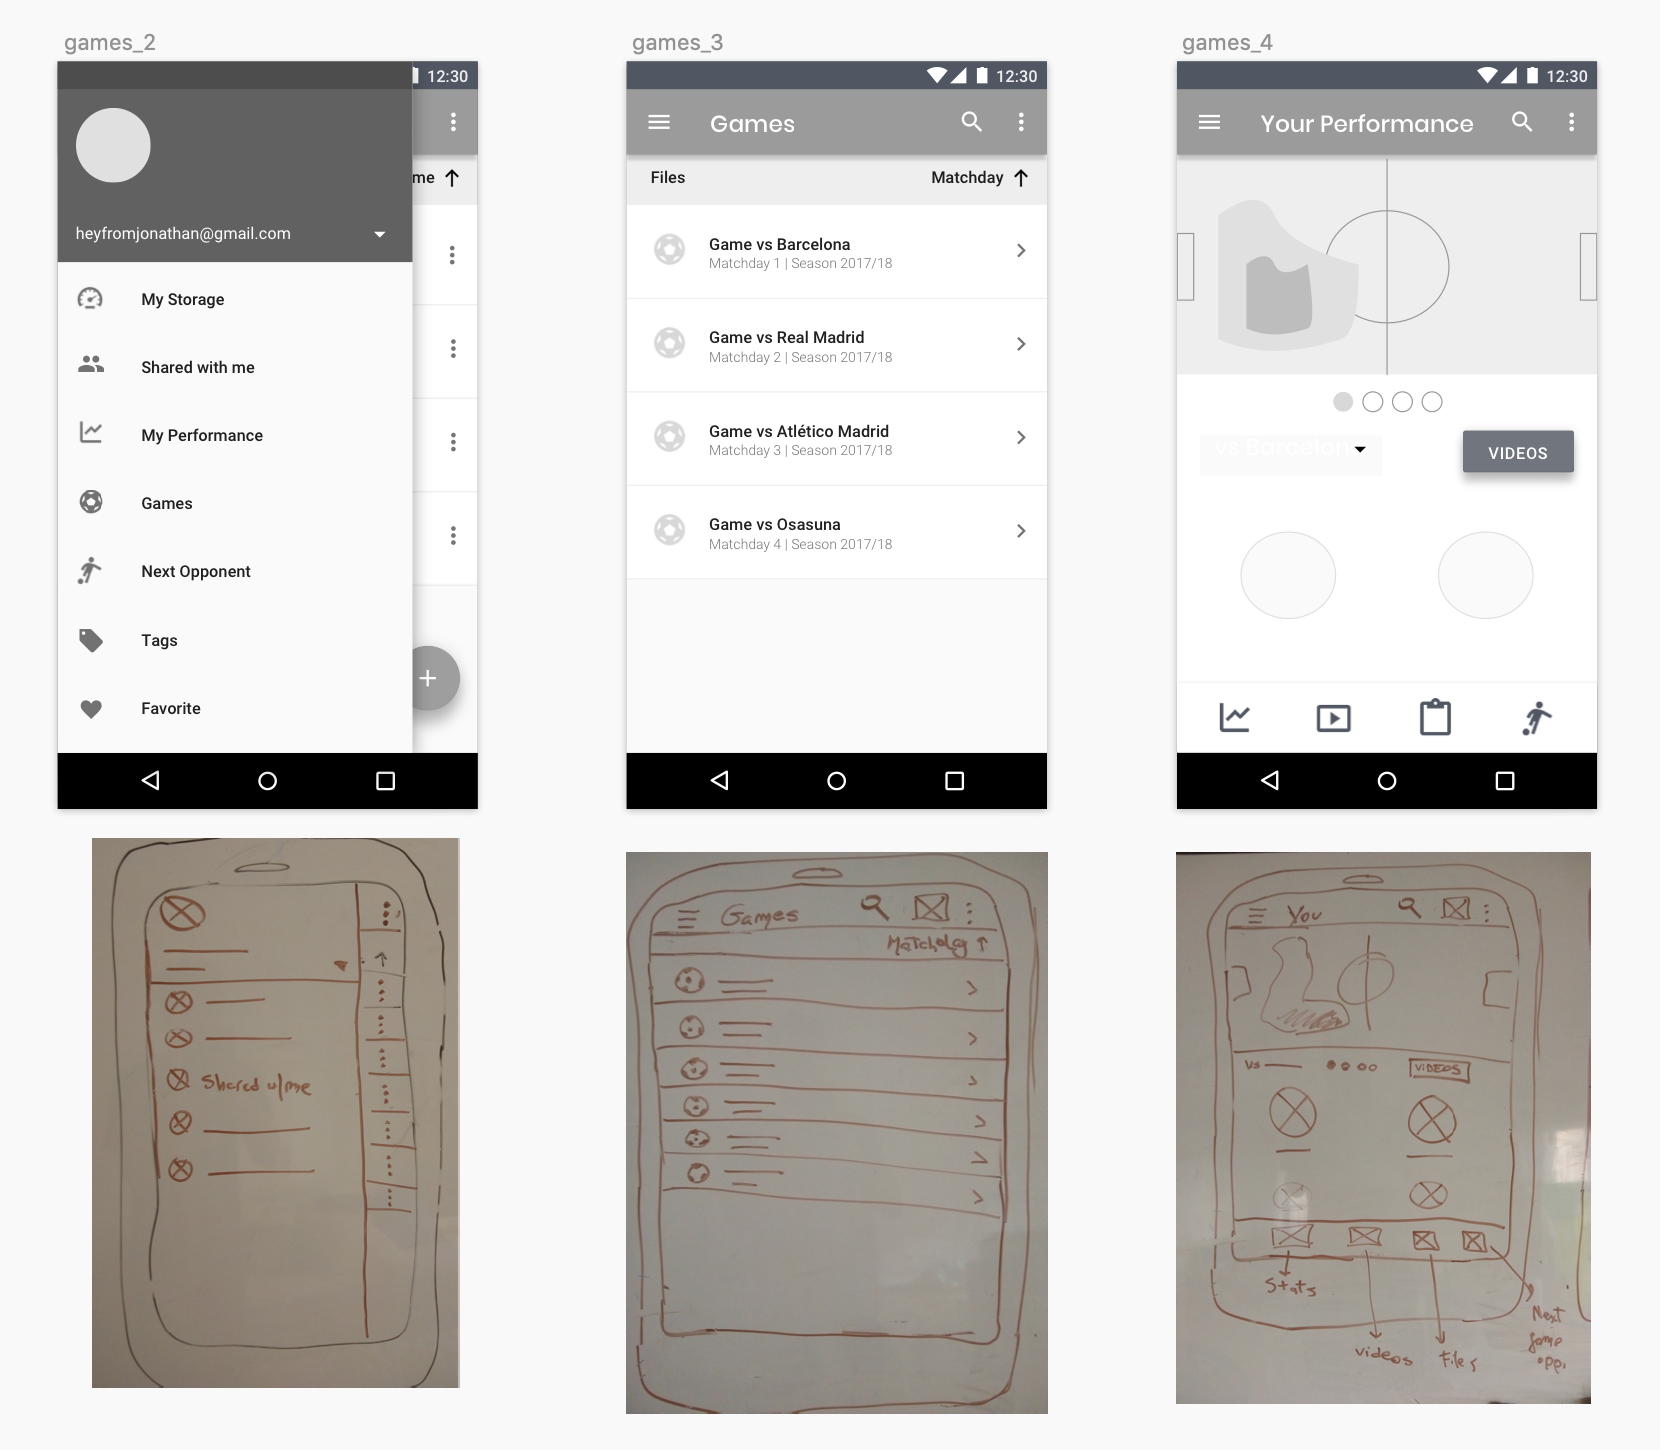 games_2
12:30
heyfromjonathan@gmail.com
me
My Storage
Shared with me
My Performance
Games
Next Opponent
Tags
Favorite
games_3
12:30
Games
Files
Matchday
Game vs Barcelona
Matchday 1 | Season 2017/18
Game vs Real Madrid
Matchday 2 | Season 2017/18
Game vs Atlético Madrid
Matchday 3 | Season 2017/18
Game vs Osasuna
Matchday 4 | Season 2017/18
games_4
12:30
Your Performance
vs Barcelon
VIDEOS
Shared w/me
Games
Matchday
You
vs
VIDEOS
Stats
videos
Files
Next
game
opp.